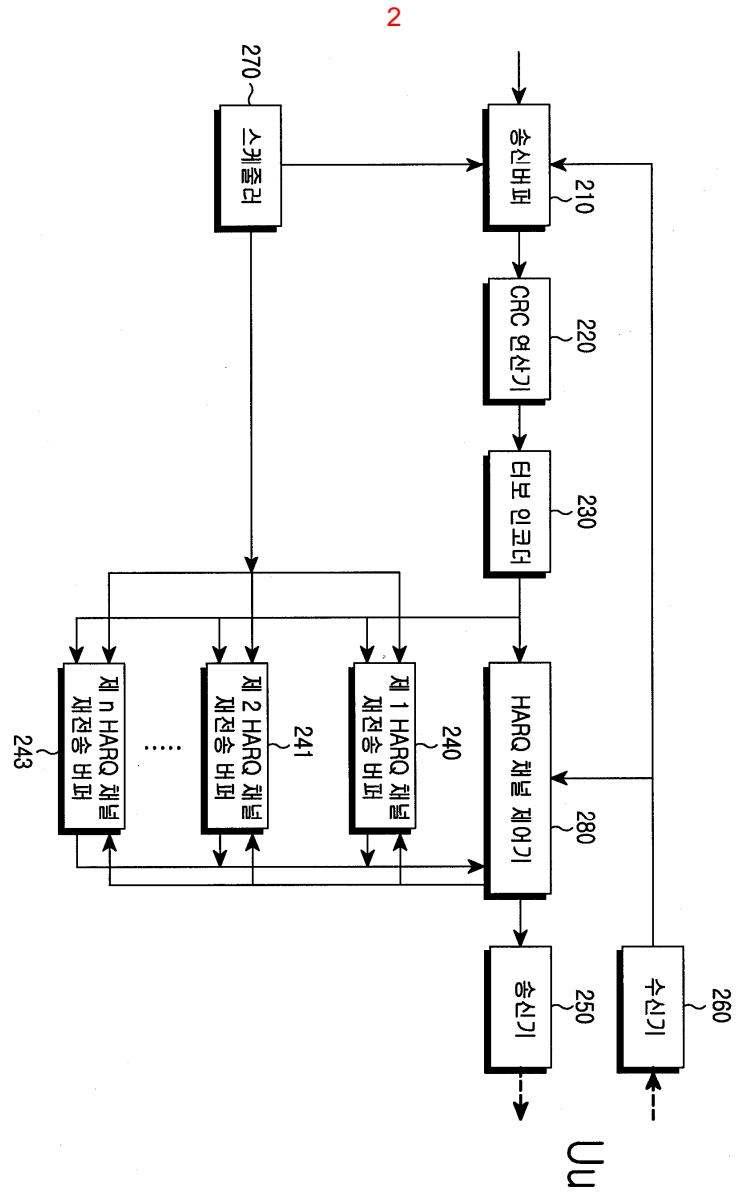 2
수신기
260
Uu
송신버퍼
210
CRC 연산기
220
터보 인코더
230
HARQ 채널 제어기
280
송신기
250
스케줄러
270
제 1 HARQ 채널
재전송 버퍼
240
제 2 HARQ 채널
재전송 버퍼
241
.....
제 n HARQ 채널
재전송 버퍼
243